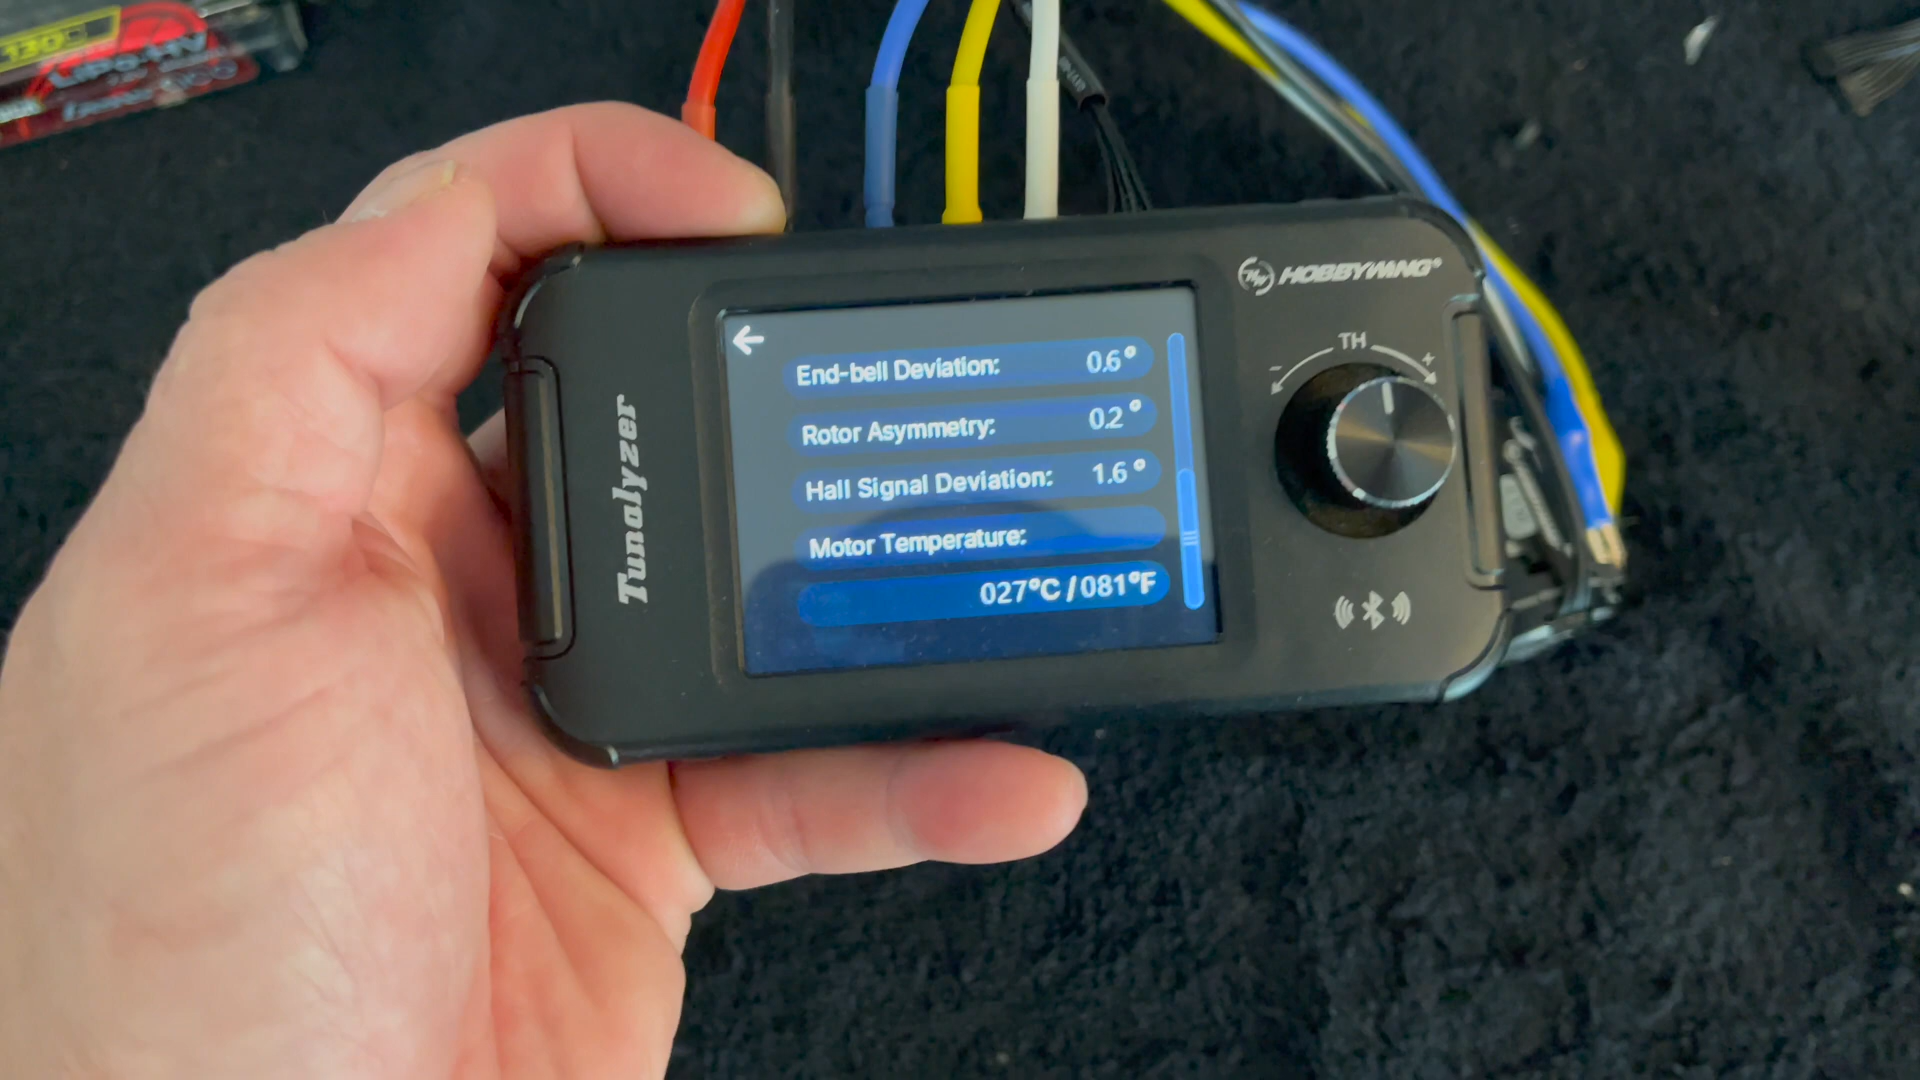 130
LiPo-HV
HOBBYWING®
TH
- +
Tunalyzer
End-bell Deviation: 0.6°
Rotor Asymmetry: 0.2°
Hall Signal Deviation: 1.6°
Motor Temperature:
027°C / 081°F